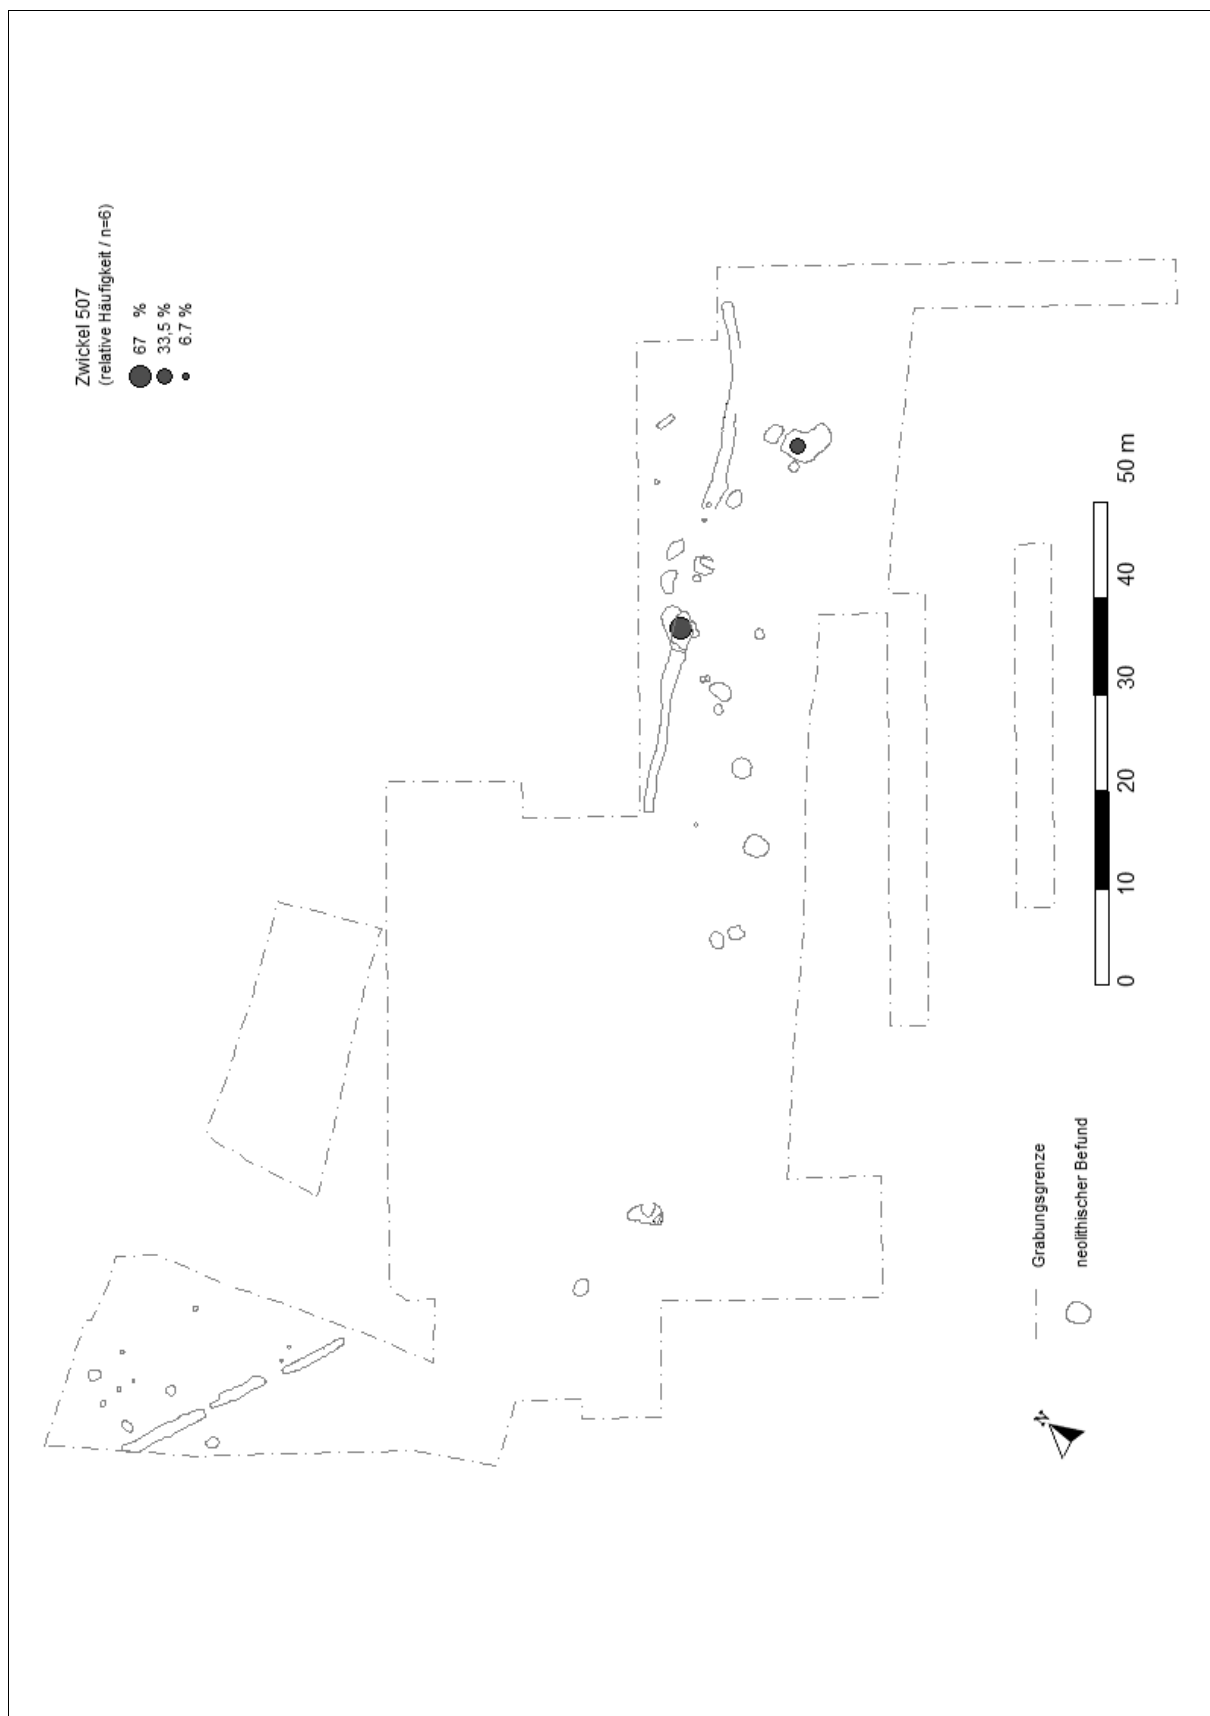 Zwickel 507
(relative Häufigkeit / n=6)
67 %
33,5 %
6.7 %
0 10 20 30 40 50 m
Grabungsgrenze
neolithischer Befund
N